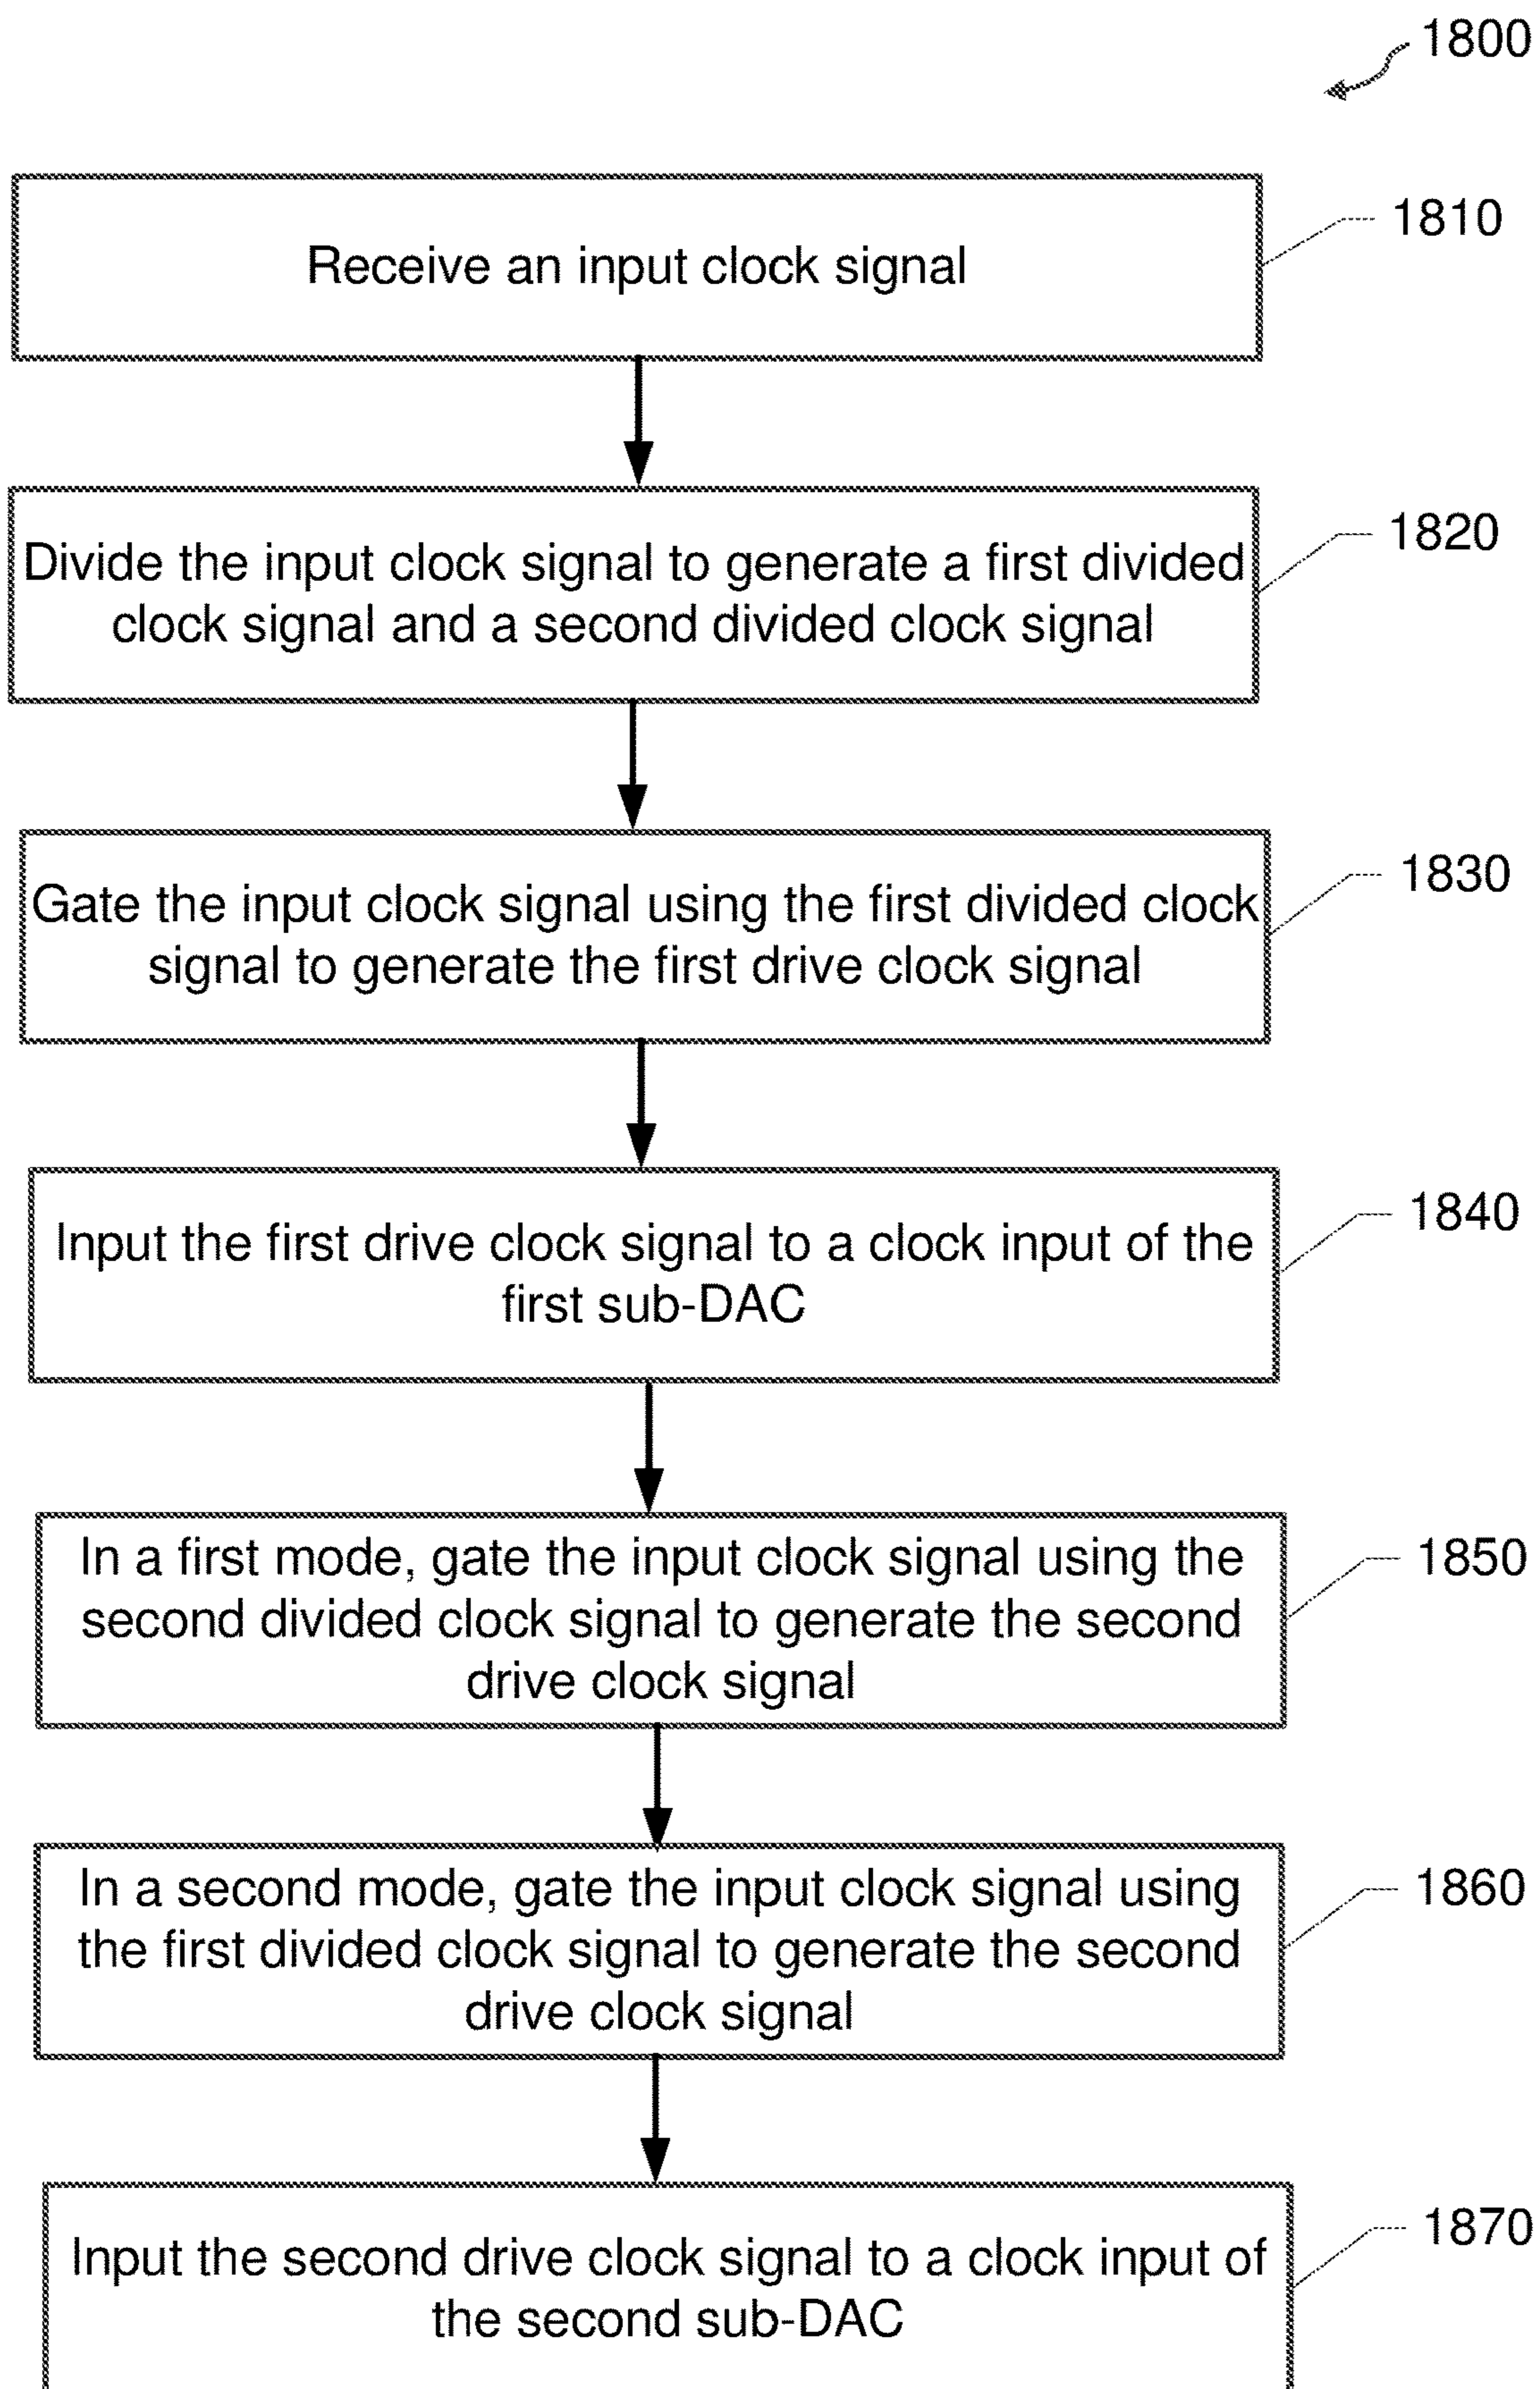 1800
Receive an input clock signal
1810
Divide the input clock signal to generate a first divided
clock signal and a second divided clock signal
1820
Gate the input clock signal using the first divided clock
signal to generate the first drive clock signal
1830
Input the first drive clock signal to a clock input of the
first sub-DAC
1840
In a first mode, gate the input clock signal using the
second divided clock signal to generate the second
drive clock signal
1850
In a second mode, gate the input clock signal using
the first divided clock signal to generate the second
drive clock signal
1860
Input the second drive clock signal to a clock input of
the second sub-DAC
1870